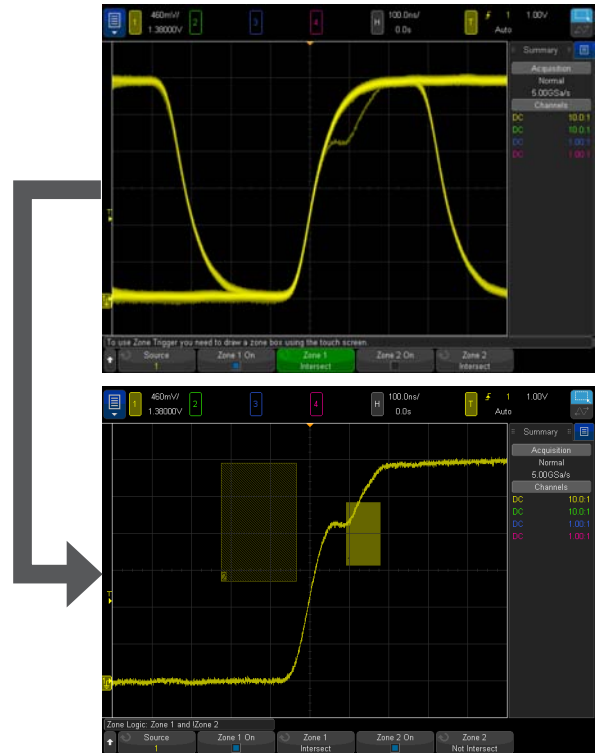 1 460mV/ 2 3 4 H 100.0ns/ T 1 1.00V
1.38000V 0.0s Auto
Summary
Acquisition
Normal
5.00GSa/s
Channels
DC 10.0:1
DC 10.0:1
DC 1.00:1
DC 1.00:1
T
To use Zone Trigger you need to draw a zone box using the touch screen.
Source Zone 1 On Zone 1 Zone 2 On Zone 2
1 Intersect Intersect
1 460mV/ 2 3 4 H 100.0ns/ T 1 1.00V
1.38000V 0.0s Auto
Summary
Acquisition
Normal
5.00GSa/s
Channels
DC 10.0:1
DC 10.0:1
DC 1.00:1
DC 1.00:1
T
Zone Logic: Zone 1 and !Zone 2
Source Zone 1 On Zone 1 Zone 2 On Zone 2
1 Intersect Not Intersect